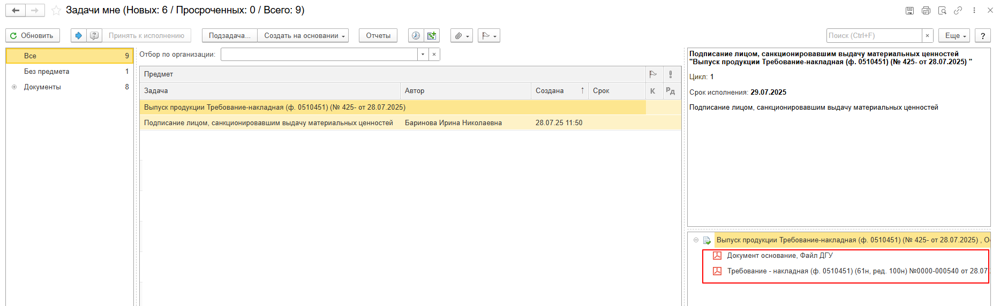 Задачи мне (Новых: 6 / Просроченных: 0 / Всего: 9)
Обновить
Принять к исполнению
Подзадача...
Создать на основании
Отчеты
Поиск (Ctrl+F)
×
Еще
?
Все 9
Без предмета 1
Документы 8
Отбор по организации:
Предмет
Задача Автор Создана ↑ Срок К Рд
Выпуск продукции Требование-накладная (ф. 0510451) (№ 425- от 28.07.2025)
Подписание лицом, санкционировавшим выдачу материальных ценностей Баринова Ирина Николаевна 28.07.25 11:50
Подписание лицом, санкционировавшим выдачу материальных ценностей
"Выпуск продукции Требование-накладная (ф. 0510451) (№ 425- от 28.07.2025) "
Цикл: 1
Срок исполнения: 29.07.2025
Подписание лицом, санкционировавшим выдачу материальных ценностей
Выпуск продукции Требование-накладная (ф. 0510451) (№ 425- от 28.07.2025) , Ос
Документ основание, Файл ДГУ
Требование - накладная (ф. 0510451) (61н, ред. 100н) №0000-000540 от 28.07